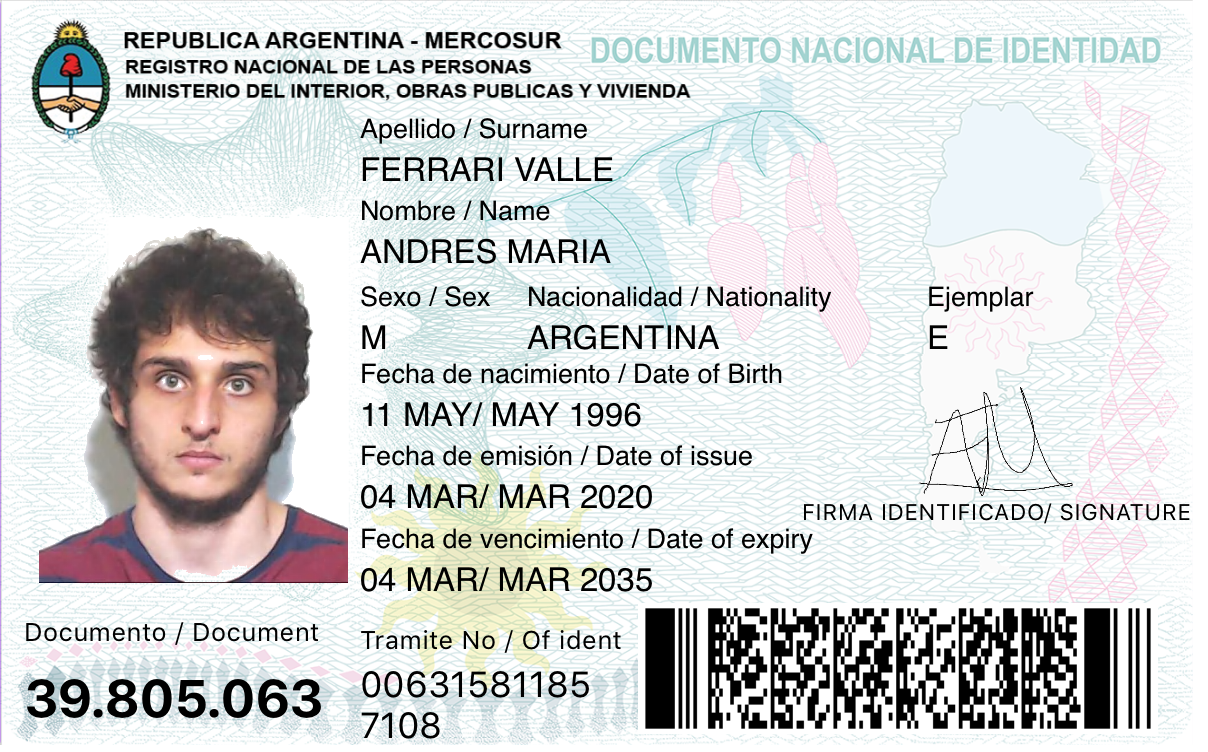 REPUBLICA ARGENTINA - MERCOSUR
REGISTRO NACIONAL DE LAS PERSONAS
MINISTERIO DEL INTERIOR, OBRAS PUBLICAS Y VIVIENDA
DOCUMENTO NACIONAL DE IDENTIDAD
Apellido / Surname
FERRARI VALLE
Nombre / Name
ANDRES MARIA
Sexo / Sex Nacionalidad / Nationality Ejemplar
M ARGENTINA E
Fecha de nacimiento / Date of Birth
11 MAY/ MAY 1996
Fecha de emisión / Date of issue
04 MAR/ MAR 2020
FIRMA IDENTIFICADO/ SIGNATURE
Fecha de vencimiento / Date of expiry
04 MAR/ MAR 2035
Documento / Document
39.805.063
Tramite No / Of ident
00631581185
7108